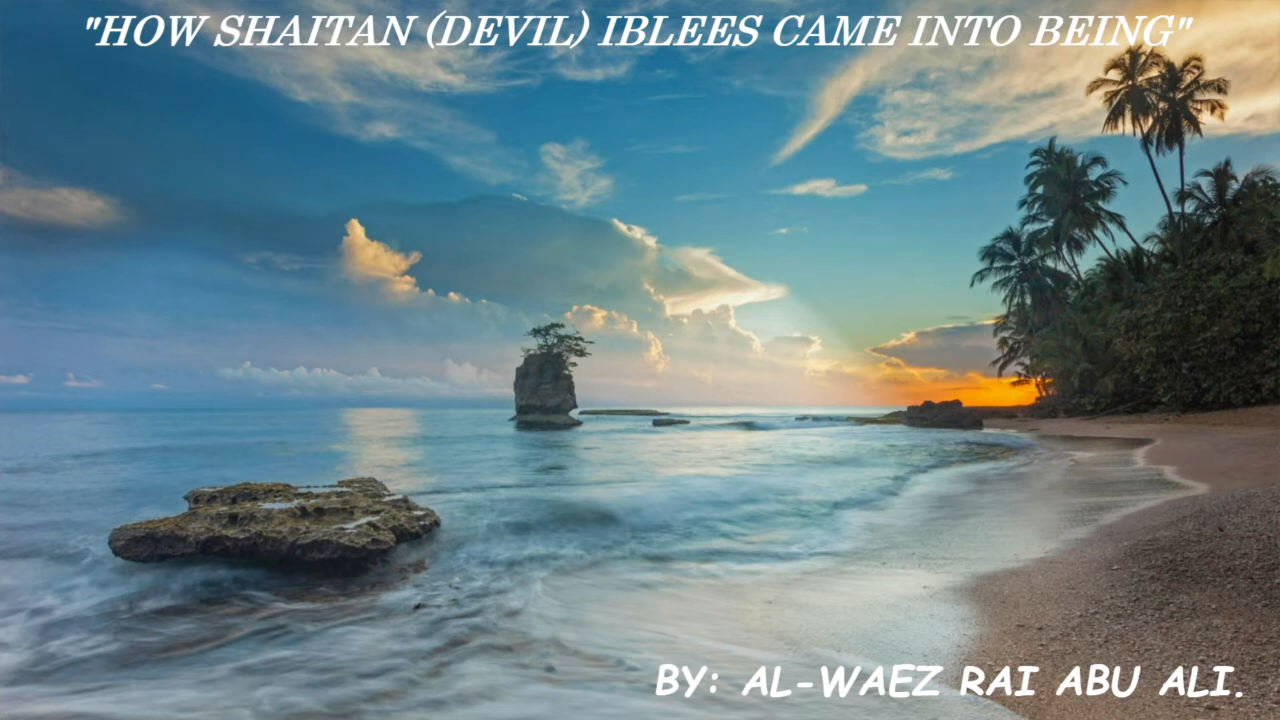 "HOW SHAITAN (DEVIL) IBLEES CAME INTO BEING"
BY: AL-WAEZ RAI ABU ALI.